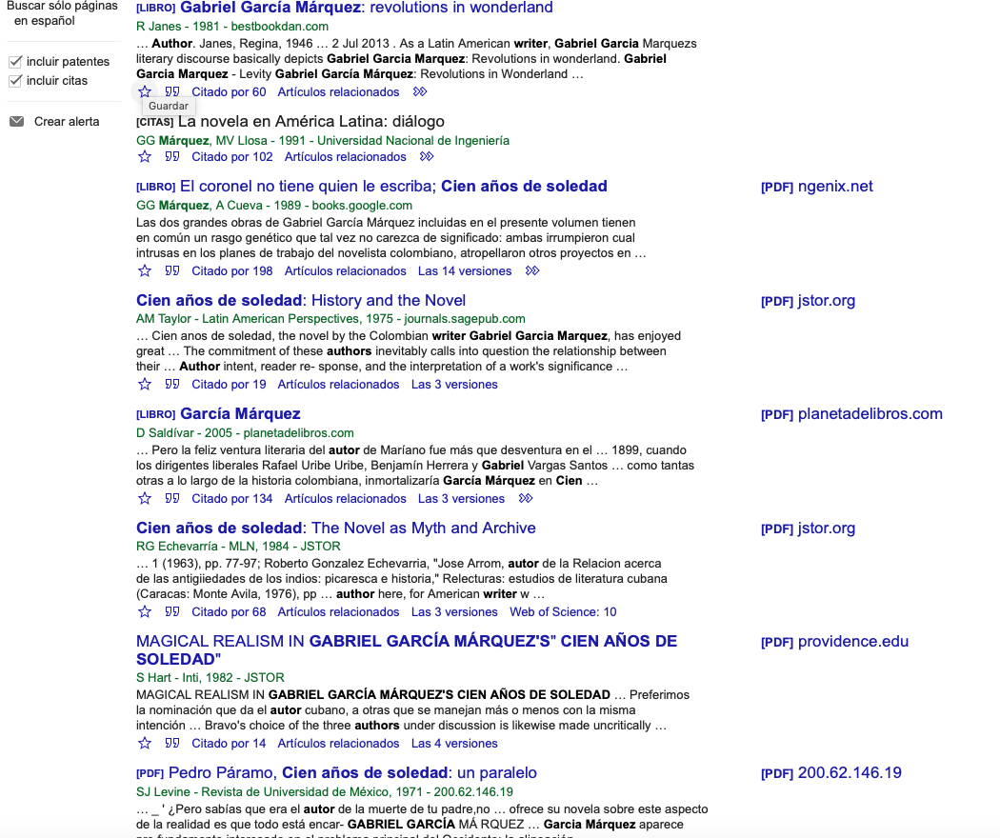 Buscar sólo páginas
en español
incluir patentes
incluir citas
Crear alerta
[LIBRO] Gabriel García Márquez: revolutions in wonderland
R Janes - 1981 - bestbookdan.com
… Author. Janes, Regina, 1946 … 2 Jul 2013 . As a Latin American writer, Gabriel Garcia Marquezs
literary discourse basically depicts Gabriel Garcia Marquez: Revolutions in wonderland. Gabriel
Garcia Marquez - Levity Gabriel García Márquez: Revolutions in Wonderland …
Citado por 60 Artículos relacionados
Guardar
[CITAS] La novela en América Latina: diálogo
GG Márquez, MV Llosa - 1991 - Universidad Nacional de Ingeniería
Citado por 102 Artículos relacionados
[LIBRO] El coronel no tiene quien le escriba; Cien años de soledad
[PDF] ngenix.net
GG Márquez, A Cueva - 1989 - books.google.com
Las dos grandes obras de Gabriel García Márquez incluidas en el presente volumen tienen
en común un rasgo genético que tal vez no carezca de significado: ambas irrumpieron cual
intrusas en los planes de trabajo del novelista colombiano, atropellaron otros proyectos en …
Citado por 198 Artículos relacionados Las 14 versiones
Cien años de soledad: History and the Novel
[PDF] jstor.org
AM Taylor - Latin American Perspectives, 1975 - journals.sagepub.com
… Cien anos de soledad, the novel by the Colombian writer Gabriel Garcia Marquez, has enjoyed
great … The commitment of these authors inevitably calls into question the relationship between
their … Author intent, reader re- sponse, and the interpretation of a work's significance …
Citado por 19 Artículos relacionados Las 3 versiones
[LIBRO] García Márquez
[PDF] planetadelibros.com
D Saldívar - 2005 - planetadelibros.com
… Pero la feliz ventura literaria del autor de Maríano fue más que desventura en el … 1899, cuando
los dirigentes liberales Rafael Uribe Uribe, Benjamín Herrera y Gabriel Vargas Santos … como tantas
otras a lo largo de la historia colombiana, inmortalizaría García Márquez en Cien …
Citado por 134 Artículos relacionados Las 3 versiones
Cien años de soledad: The Novel as Myth and Archive
[PDF] jstor.org
RG Echevarría - MLN, 1984 - JSTOR
… 1 (1963), pp. 77-97; Roberto Gonzalez Echevarria, "Jose Arrom, autor de la Relacion acerca
de las antigiiedades de los indios: picaresca e historia," Relecturas: estudios de literatura cubana
(Caracas: Monte Avila, 1976), pp … author here, for American writer w …
Citado por 68 Artículos relacionados Las 3 versiones Web of Science: 10
MAGICAL REALISM IN GABRIEL GARCÍA MÁRQUEZ'S" CIEN AÑOS DE
SOLEDAD"
[PDF] providence.edu
S Hart - Inti, 1982 - JSTOR
MAGICAL REALISM IN GABRIEL GARCÍA MÁRQUEZ'S CIEN AÑOS DE SOLEDAD … Preferimos
la nominación que da el autor cubano, a otras que se manejan más o menos con la misma
intención … Bravo's choice of the three authors under discussion is likewise made uncritically …
Citado por 14 Artículos relacionados Las 4 versiones
[PDF] Pedro Páramo, Cien años de soledad: un paralelo
[PDF] 200.62.146.19
SJ Levine - Revista de Universidad de México, 1971 - 200.62.146.19
… _ ' ¿Pero sabías que era el autor de la muerte de tu padre,no … ofrece su novela sobre este aspecto
de la realidad es que todo está encar- GABRIEL GARCÍA MÁ RQUEZ … Garcia Márquez aparece